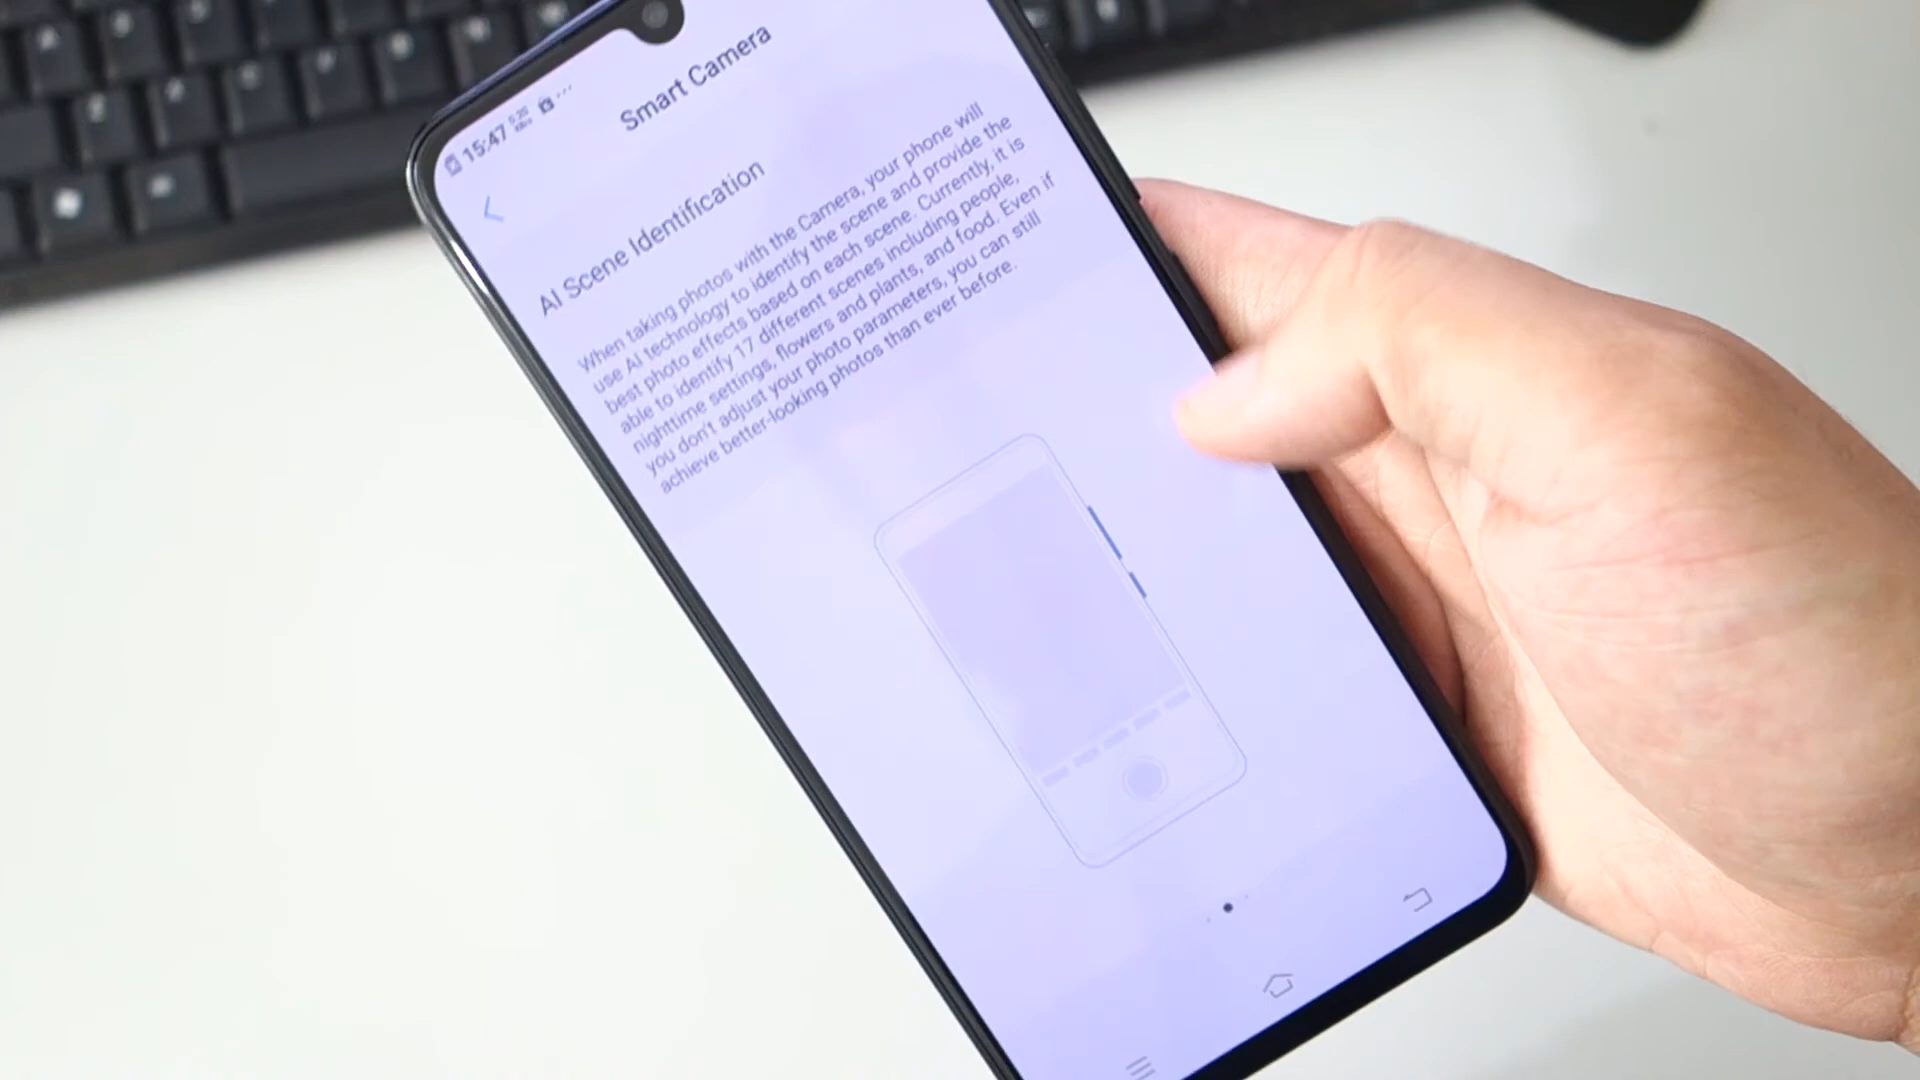 15:47
0.20
KB/s
Smart Camera
AI Scene Identification
When taking photos with the Camera, your phone will
use AI technology to identify the scene and provide the
best photo effects based on each scene. Currently, it is
able to identify 17 different scenes including people,
nighttime settings, flowers and plants, and food. Even if
you don't adjust your photo parameters, you can still
achieve better-looking photos than ever before.